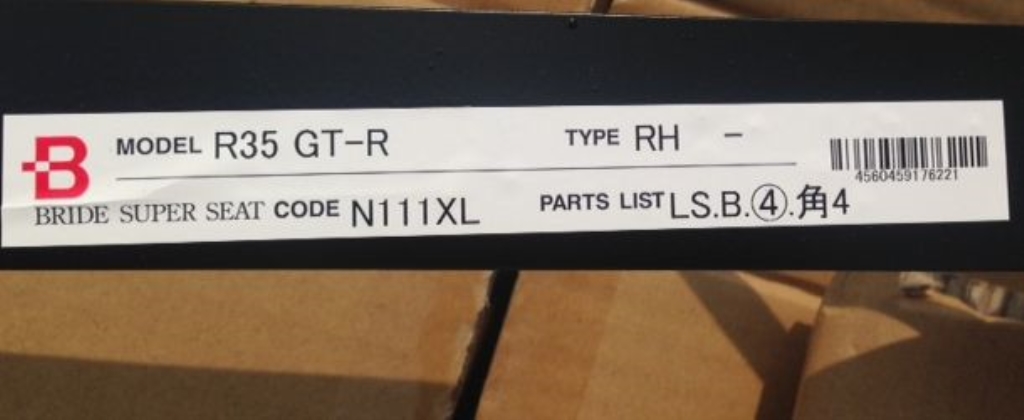 B MODEL R35 GT-R TYPE RH -
4560459176221
BRIDE SUPER SEAT CODE N111XL PARTS LIST LS.B.④.角4